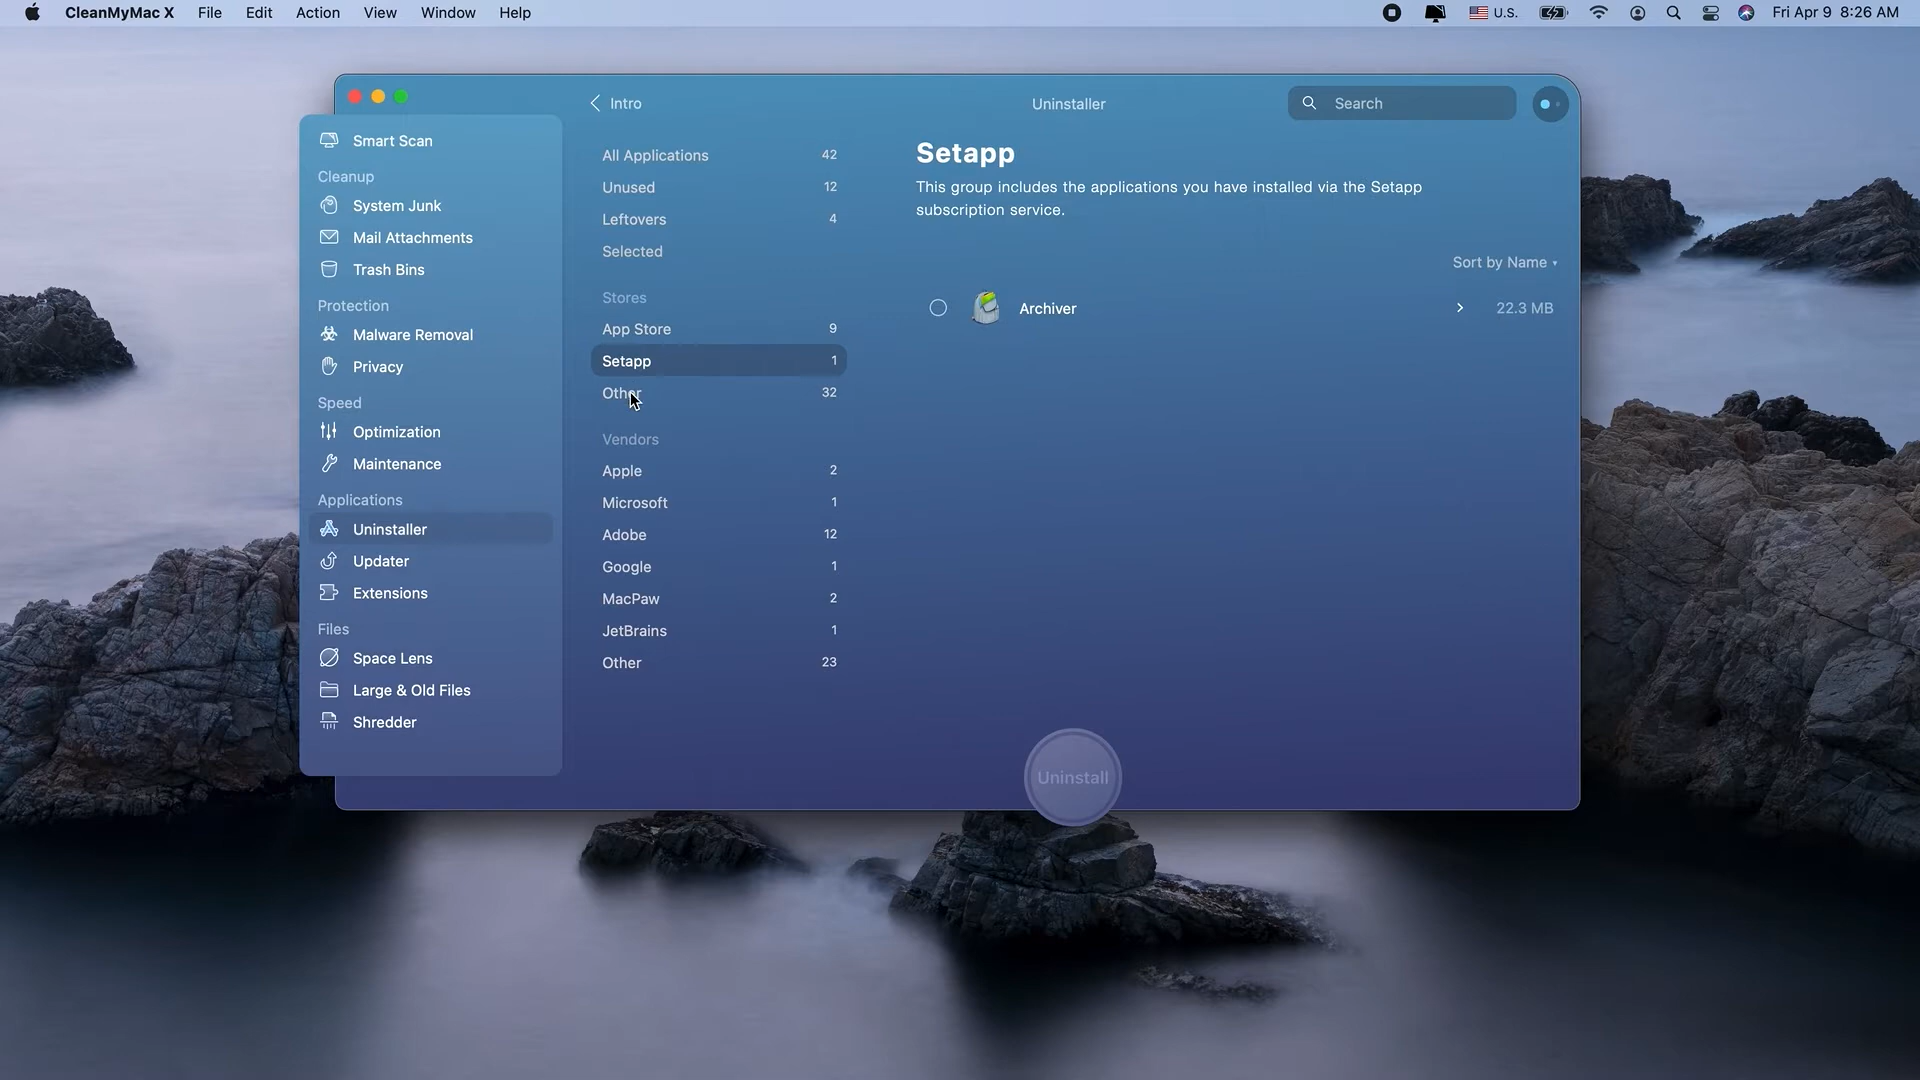 CleanMyMac X File Edit Action View Window Help U.S. Fri Apr 9 8:26 AM
Intro
Uninstaller
Search
Smart Scan
Cleanup
System Junk
Mail Attachments
Trash Bins
Protection
Malware Removal
Privacy
Speed
Optimization
Maintenance
Applications
Uninstaller
Updater
Extensions
Files
Space Lens
Large & Old Files
Shredder
All Applications 42
Unused 12
Leftovers 4
Selected
Stores
App Store 9
Setapp 1
Other 32
Vendors
Apple 2
Microsoft 1
Adobe 12
Google 1
MacPaw 2
JetBrains 1
Other 23
Setapp
This group includes the applications you have installed via the Setapp
subscription service.
Sort by Name
Archiver 22.3 MB
Uninstall